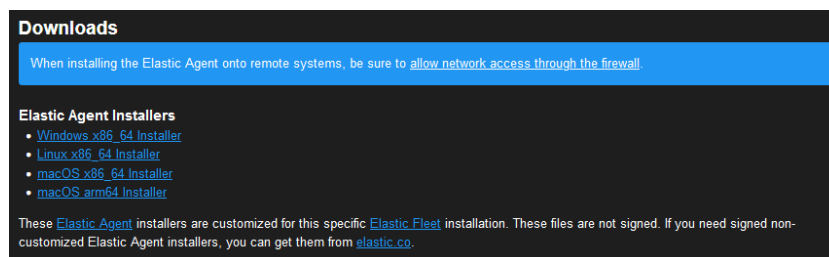 Downloads
When installing the Elastic Agent onto remote systems, be sure to allow network access through the firewall.
Elastic Agent Installers
• Windows x86_64 Installer
• Linux x86_64 Installer
• macOS x86_64 Installer
• macOS arm64 Installer
These Elastic Agent installers are customized for this specific Elastic Fleet installation. These files are not signed. If you need signed non-
customized Elastic Agent installers, you can get them from elastic.co.